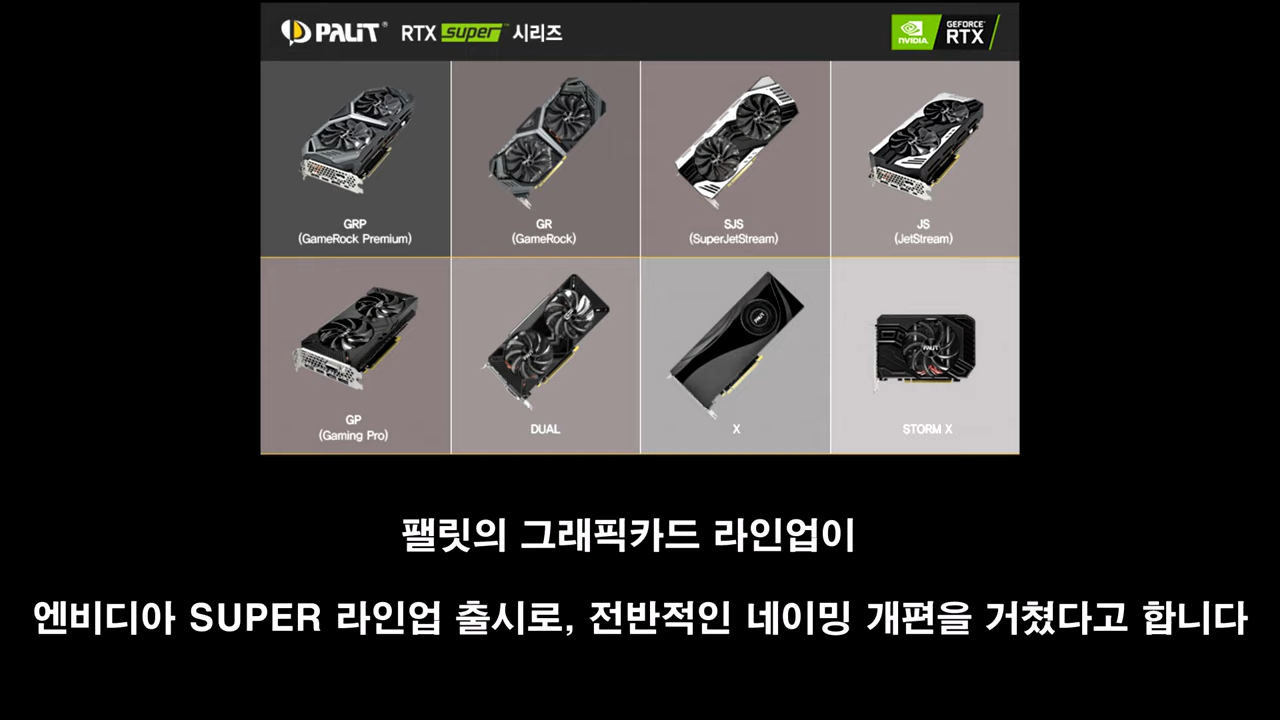 PALIT RTX super 시리즈
NVIDIA GEFORCE RTX
GRP
(GameRock Premium)
GR
(GameRock)
SJS
(SuperJetStream)
JS
(JetStream)
GP
(Gaming Pro)
DUAL
X
STORM X
팰릿의 그래픽카드 라인업이
엔비디아 SUPER 라인업 출시로, 전반적인 네이밍 개편을 거쳤다고 합니다